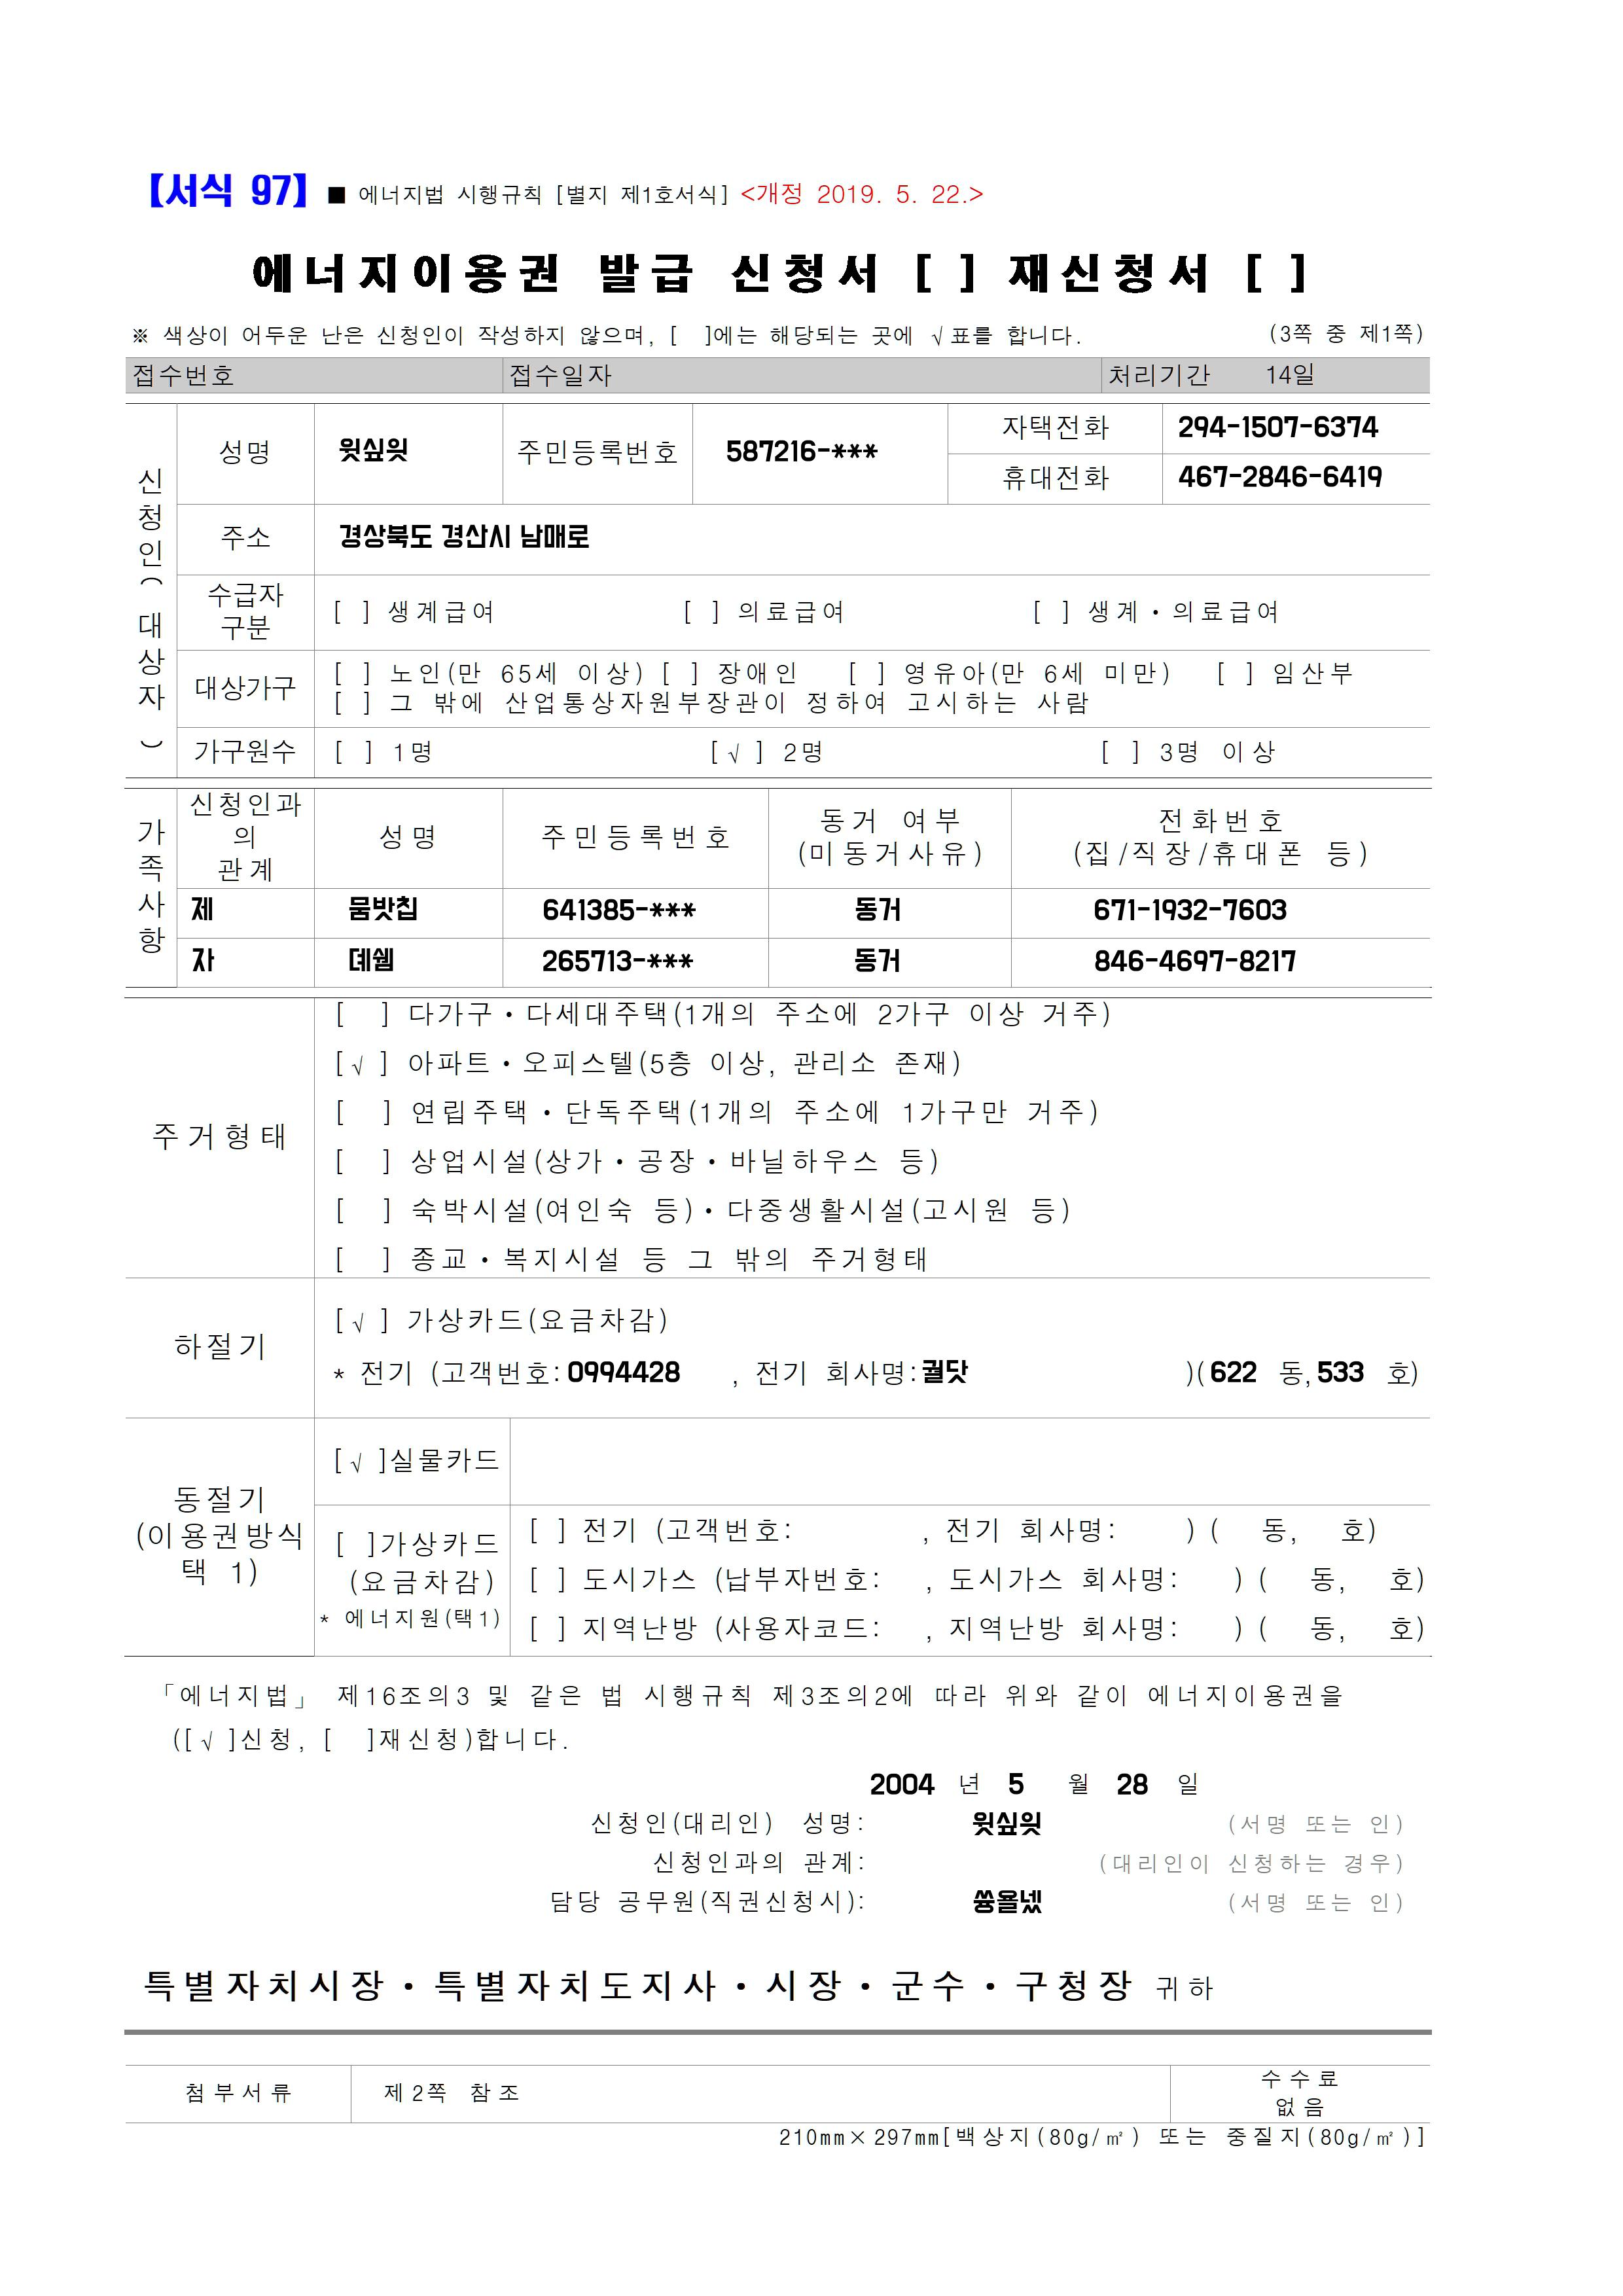 【서식 97】 ■ 에너지법 시행규칙 [별지 제1호서식] <개정 2019. 5. 22.>
에너지이용권 발급 신청서 [ ] 재신청서 [ ]
※ 색상이 어두운 난은 신청인이 작성하지 않으며, [ ]에는 해당되는 곳에 √표를 합니다. (3쪽 중 제1쪽)
접수번호 접수일자 처리기간 14일
신청인(대상자)
성명 윗싶읫 주민등록번호 587216-*** 자택전화 294-1507-6374
휴대전화 467-2846-6419
주소 경상북도 경산시 남매로
수급자
구분
[ ] 생계급여 [ ] 의료급여 [ ] 생계·의료급여
대상가구
[ ] 노인(만 65세 이상) [ ] 장애인 [ ] 영유아(만 6세 미만) [ ] 임산부
[ ] 그 밖에 산업통상자원부장관이 정하여 고시하는 사람
가구원수 [ ] 1명 [√] 2명 [ ] 3명 이상
가족사항
신청인과
의
관계
성명 주민등록번호
동거 여부
(미동거사유)
전화번호
(집/직장/휴대폰 등)
제 뭄밧칩 641385-*** 동거 671-1932-7603
자 뎨쉠 265713-*** 동거 846-4697-8217
주거형태
[ ] 다가구·다세대주택(1개의 주소에 2가구 이상 거주)
[√ ] 아파트·오피스텔(5층 이상, 관리소 존재)
[ ] 연립주택·단독주택(1개의 주소에 1가구만 거주)
[ ] 상업시설(상가·공장·바닐하우스 등)
[ ] 숙박시설(여인숙 등)·다중생활시설(고시원 등)
[ ] 종교·복지시설 등 그 밖의 주거형태
하절기
[√ ] 가상카드(요금차감)
* 전기 (고객번호: 0994428 , 전기 회사명: 궐닷 )( 622 동, 533 호)
동절기
(이용권방식
택 1)
[√ ]실물카드
[ ]가상카드
(요금차감)
* 에너지원(택1)
[ ] 전기 (고객번호: , 전기 회사명: ) ( 동, 호)
[ ] 도시가스 (납부자번호: , 도시가스 회사명: ) ( 동, 호)
[ ] 지역난방 (사용자코드: , 지역난방 회사명: ) ( 동, 호)
「에너지법」 제16조의3 및 같은 법 시행규칙 제3조의2에 따라 위와 같이 에너지이용권을
([√ ]신청, [ ]재신청)합니다.
2004 년 5 월 28 일
신청인(대리인) 성명: 윗싶읫 (서명 또는 인)
신청인과의 관계: (대리인이 신청하는 경우)
담당 공무원(직권신청시): 쓩욜넸 (서명 또는 인)
특별자치시장·특별자치도지사·시장·군수·구청장 귀하
첨부서류 제2쪽 참조
수수료
없음
210mm×297mm[백상지(80g/㎡) 또는 중질지(80g/㎡)]